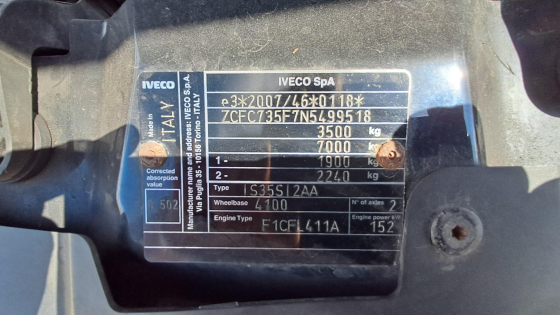 IVECO SpA
e3*2007/46*0118*
ZCFC735F7N5499518
3500 kg
7000 kg
1- 1900 kg
2- 2240 kg
Type IS35SI2AA
Wheelbase 4100 N° of axles 2
Engine Type F1CFL411A Engine power kW 152
IVECO
Made in ITALY
Corrected absorption value
502
Manufacturer name and address: IVECO S.p.A.
Via Puglia 35 - 10156 Torino - ITALY